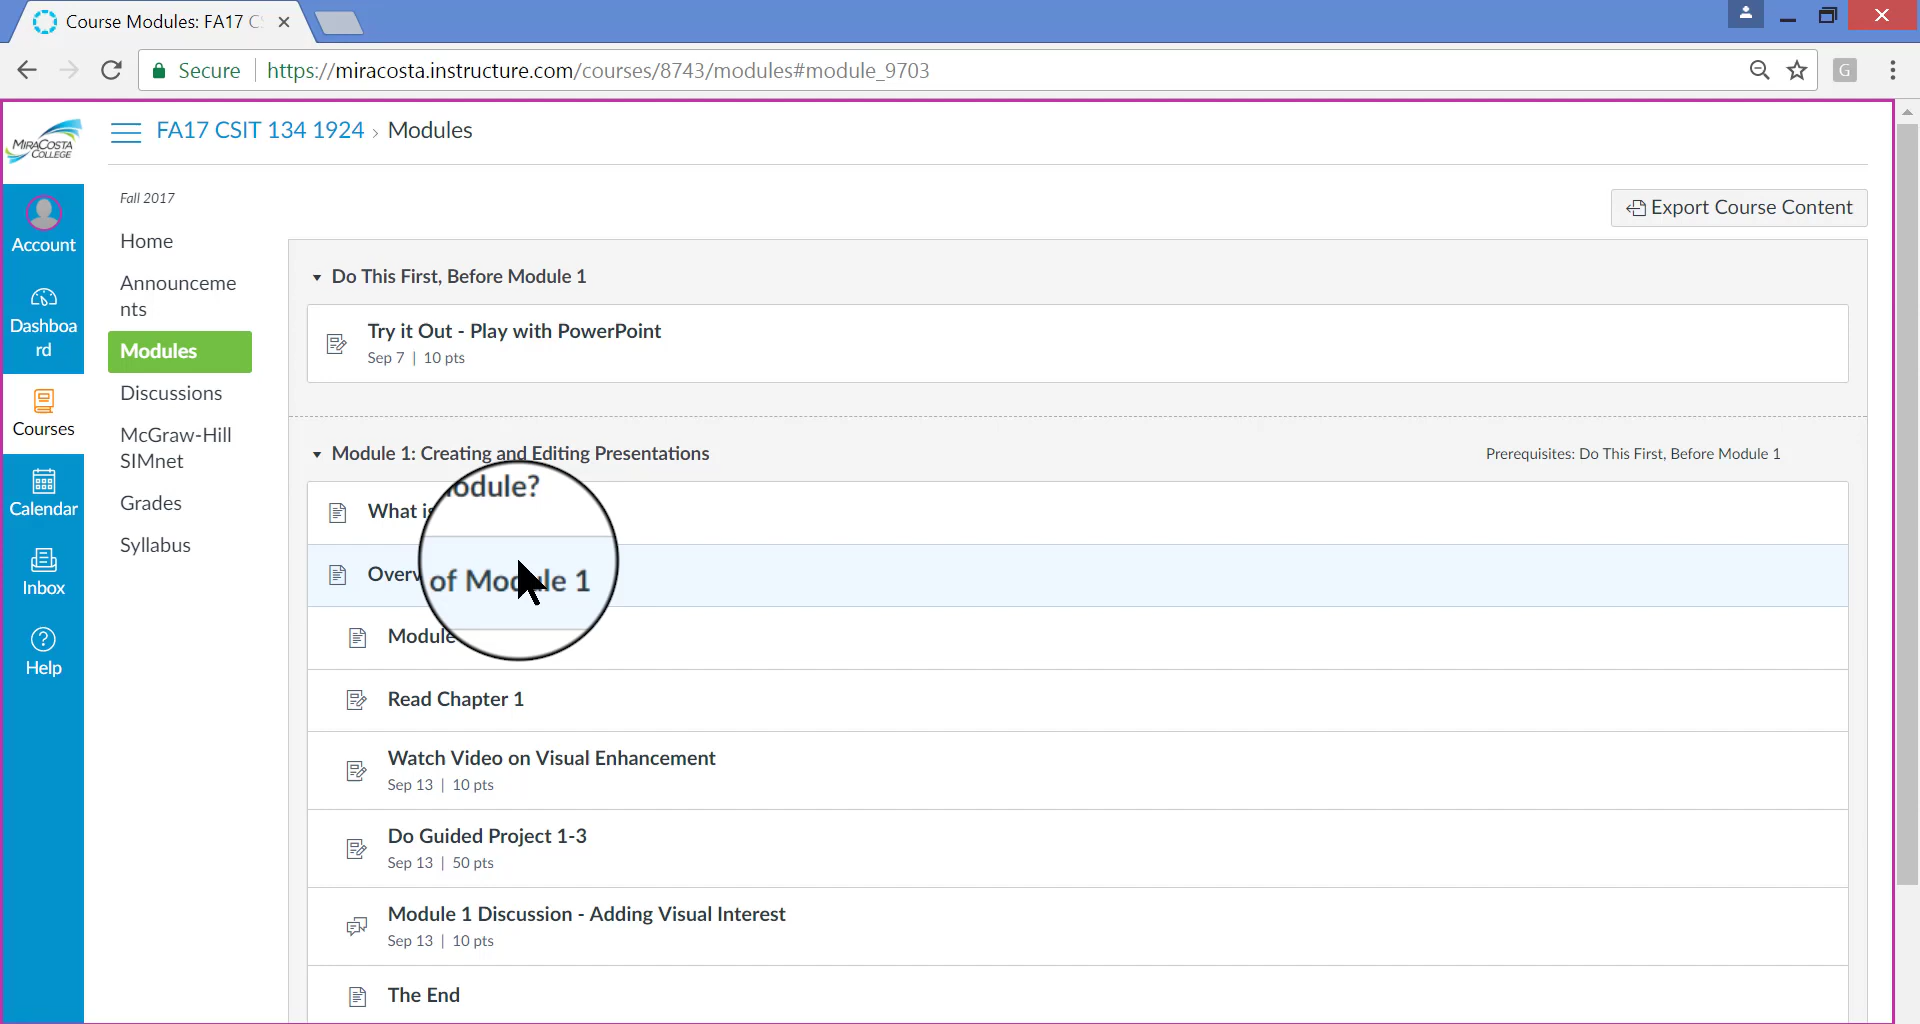 Course Modules: FA17 C
Secure https://miracosta.instructure.com/courses/8743/modules#module_9703
G
MIRACOSTA
COLLEGE
FA17 CSIT 134 1924 › Modules
Account
Dashboa
rd
Courses
Calendar
Inbox
Help
Fall 2017
Home
Announceme
nts
Modules
Discussions
McGraw-Hill
SIMnet
Grades
Syllabus
Export Course Content
Do This First, Before Module 1
Try it Out - Play with PowerPoint
Sep 7 | 10 pts
Module 1: Creating and Editing Presentations
Prerequisites: Do This First, Before Module 1
What is odule?
Overv of Module 1
Module
Read Chapter 1
Watch Video on Visual Enhancement
Sep 13 | 10 pts
Do Guided Project 1-3
Sep 13 | 50 pts
Module 1 Discussion - Adding Visual Interest
Sep 13 | 10 pts
The End